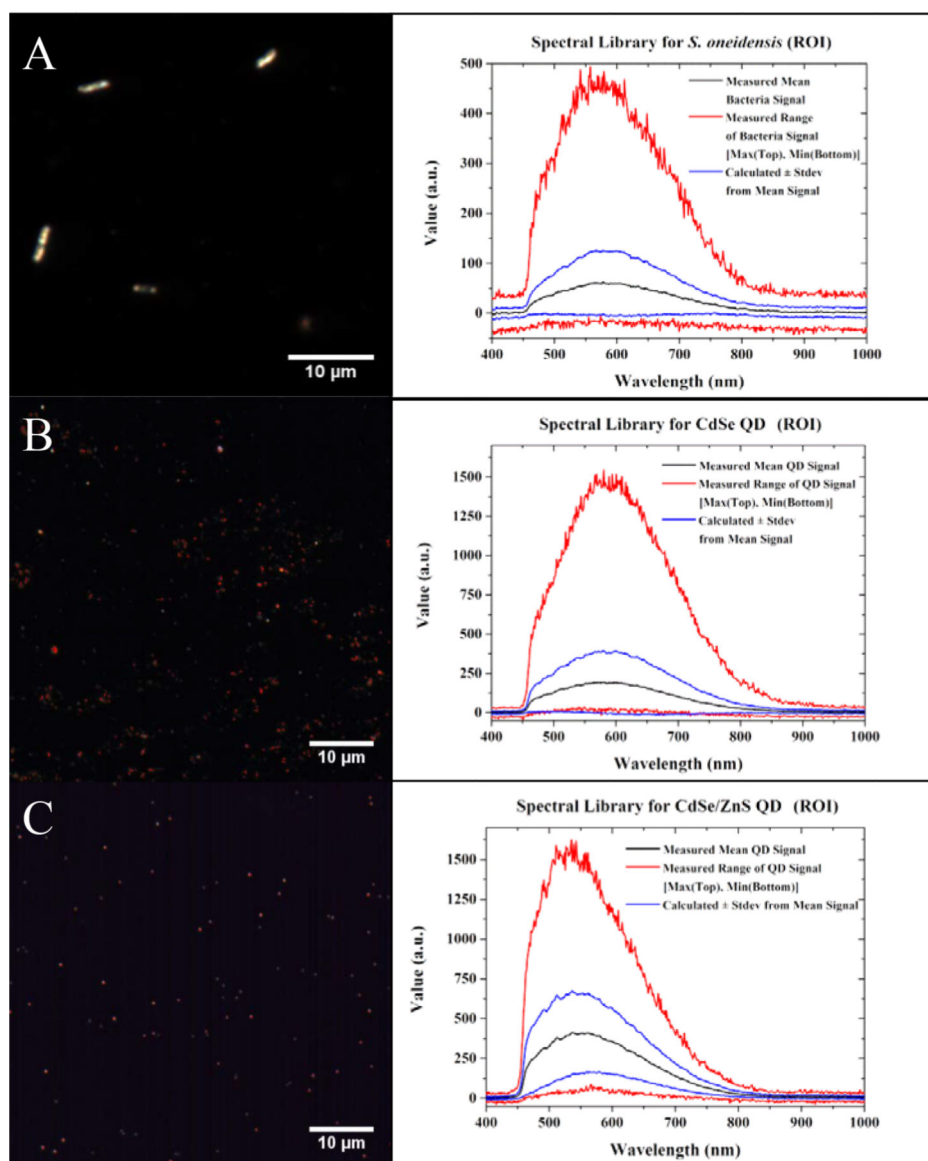 A
10 µm
Spectral Library for S. oneidensis (ROI)
Measured Mean
Bacteria Signal
Measured Range
of Bacteria Signal
[Max(Top). Min(Bottom)]
Calculated ± Stdev
from Mean Signal
Value (a.u.)
500
400
300
200
100
0
400 500 600 700 800 900 1000
Wavelength (nm)
B
10 µm
Spectral Library for CdSe QD (ROI)
Measured Mean QD Signal
Measured Range of QD Signal
[Max(Top). Min(Bottom)]
Calculated ± Stdev
from Mean Signal
Value (a.u.)
1500
1250
1000
750
500
250
0
400 500 600 700 800 900 1000
Wavelength (nm)
C
10 µm
Spectral Library for CdSe/ZnS QD (ROI)
Measured Mean QD Signal
Measured Range of QD Signal
[Max(Top). Min(Bottom)]
Calculated ± Stdev from Mean Signal
Value (a.u.)
1500
1250
1000
750
500
250
0
400 500 600 700 800 900 1000
Wavelength (nm)